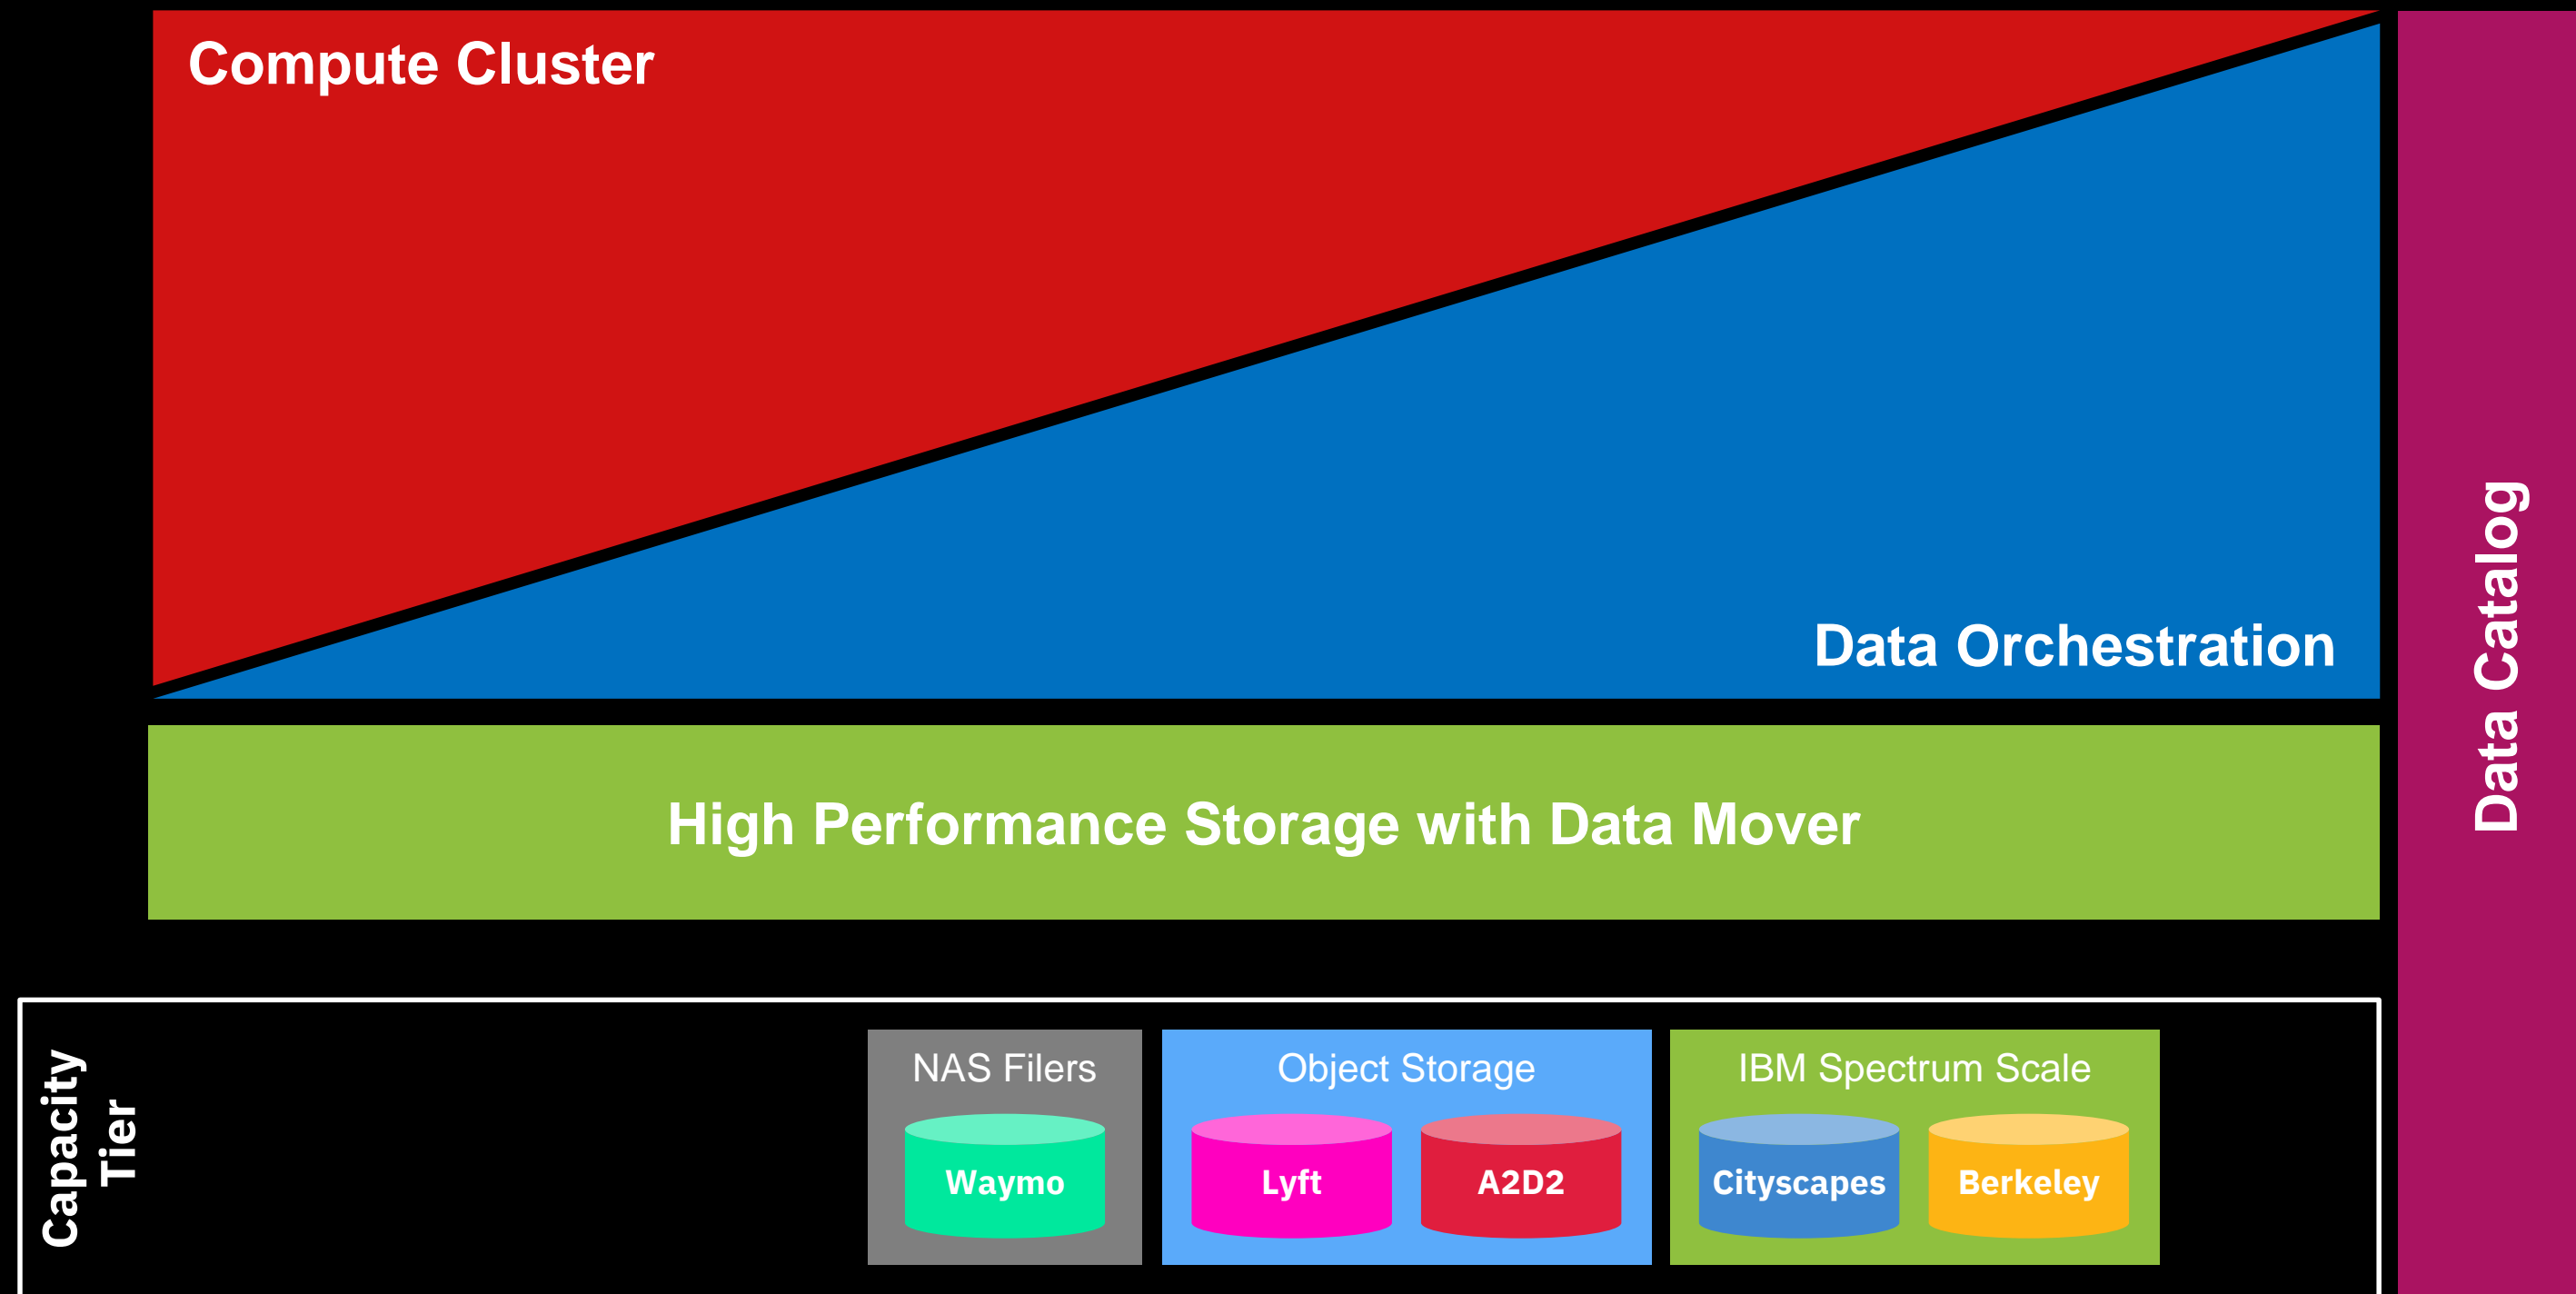 Compute Cluster
Data Orchestration
Data Catalog
High Performance Storage with Data Mover
Capacity
Tier
NAS Filers
Waymo
Object Storage
Lyft
A2D2
IBM Spectrum Scale
Cityscapes
Berkeley